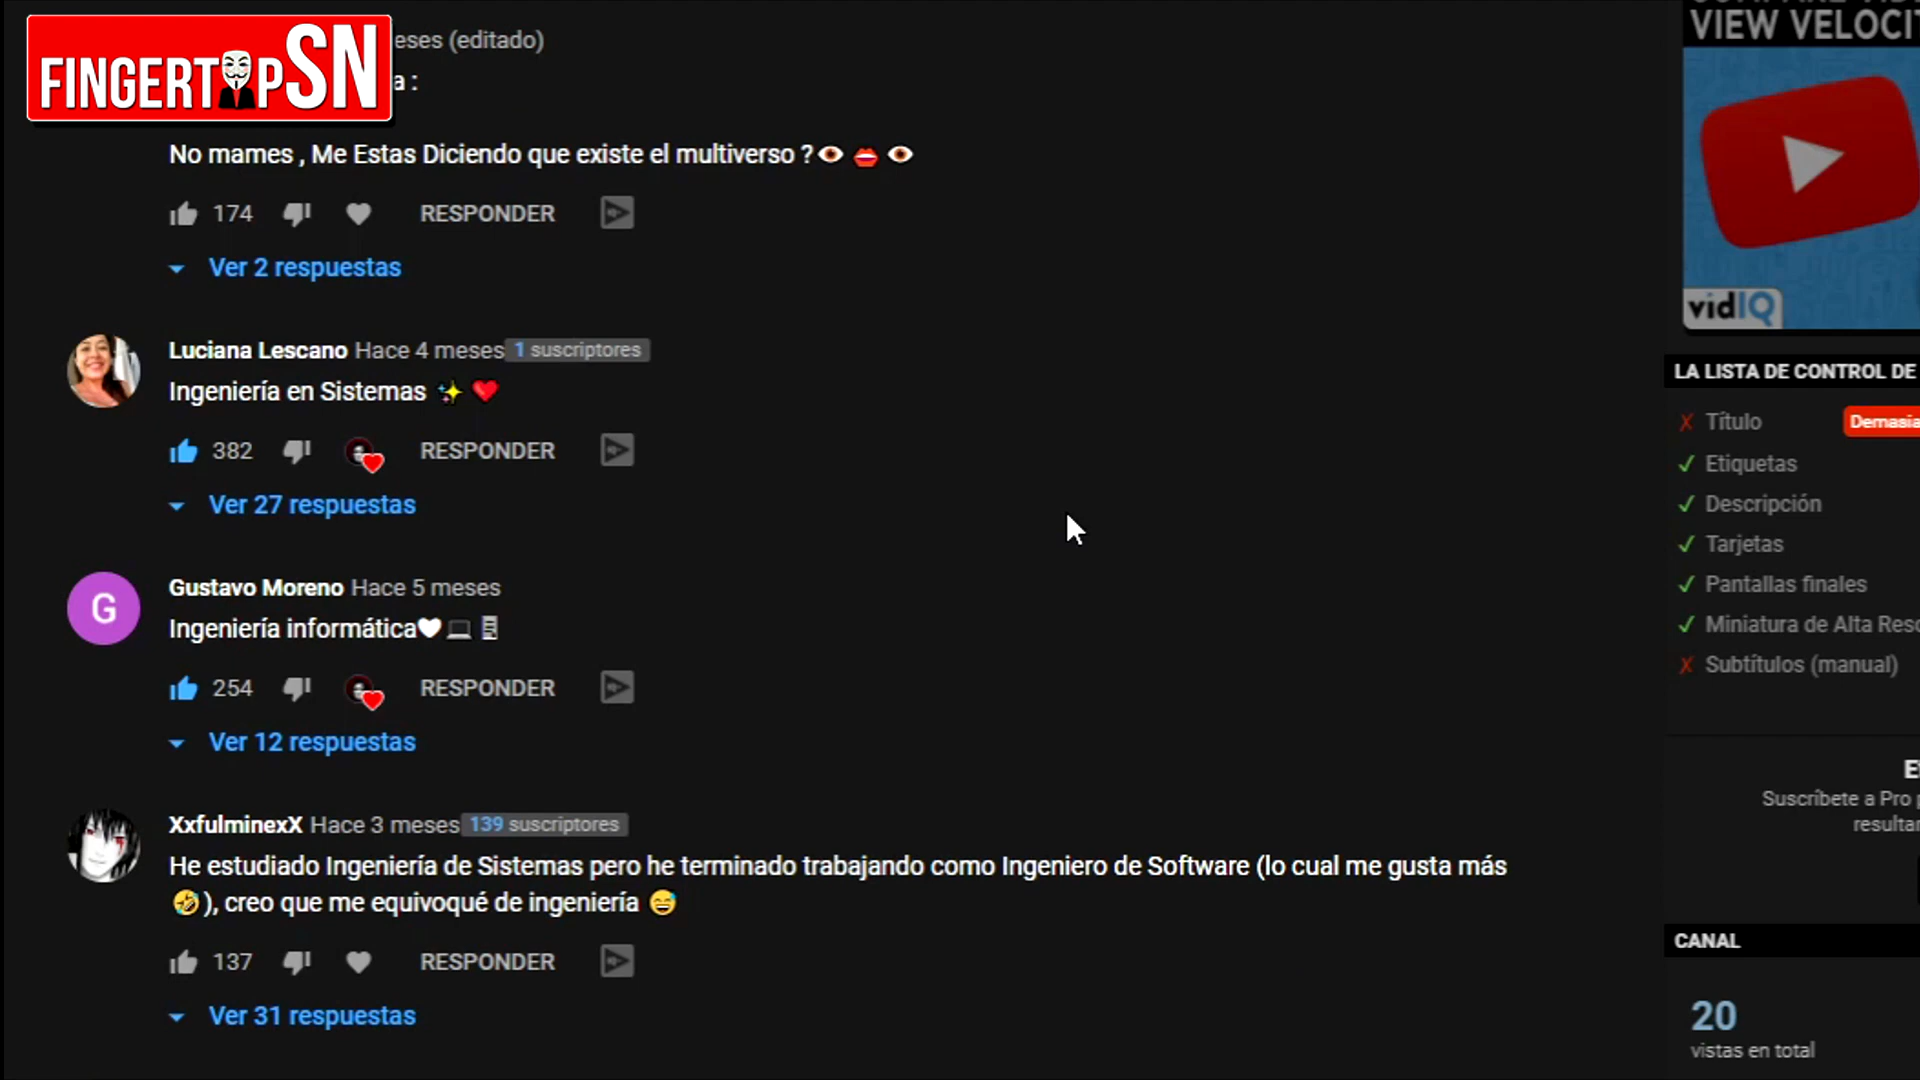 FINGERT PSN
eses (editado)
a :
No mames , Me Estas Diciendo que existe el multiverso ?
174 RESPONDER
Ver 2 respuestas
Luciana Lescano Hace 4 meses 1 suscriptores
Ingeniería en Sistemas
382 RESPONDER
Ver 27 respuestas
G
Gustavo Moreno Hace 5 meses
Ingeniería informática
254 RESPONDER
Ver 12 respuestas
XxfulminexX Hace 3 meses 139 suscriptores
He estudiado Ingeniería de Sistemas pero he terminado trabajando como Ingeniero de Software (lo cual me gusta más
), creo que me equivoqué de ingeniería
137 RESPONDER
Ver 31 respuestas
VIEW VELOCIT
vidIQ
LA LISTA DE CONTROL DE
Título Demasia
Etiquetas
Descripción
Tarjetas
Pantallas finales
Miniatura de Alta Reso
Subtítulos (manual)
Suscríbete a Pro p
resultar
CANAL
20
vistas en total